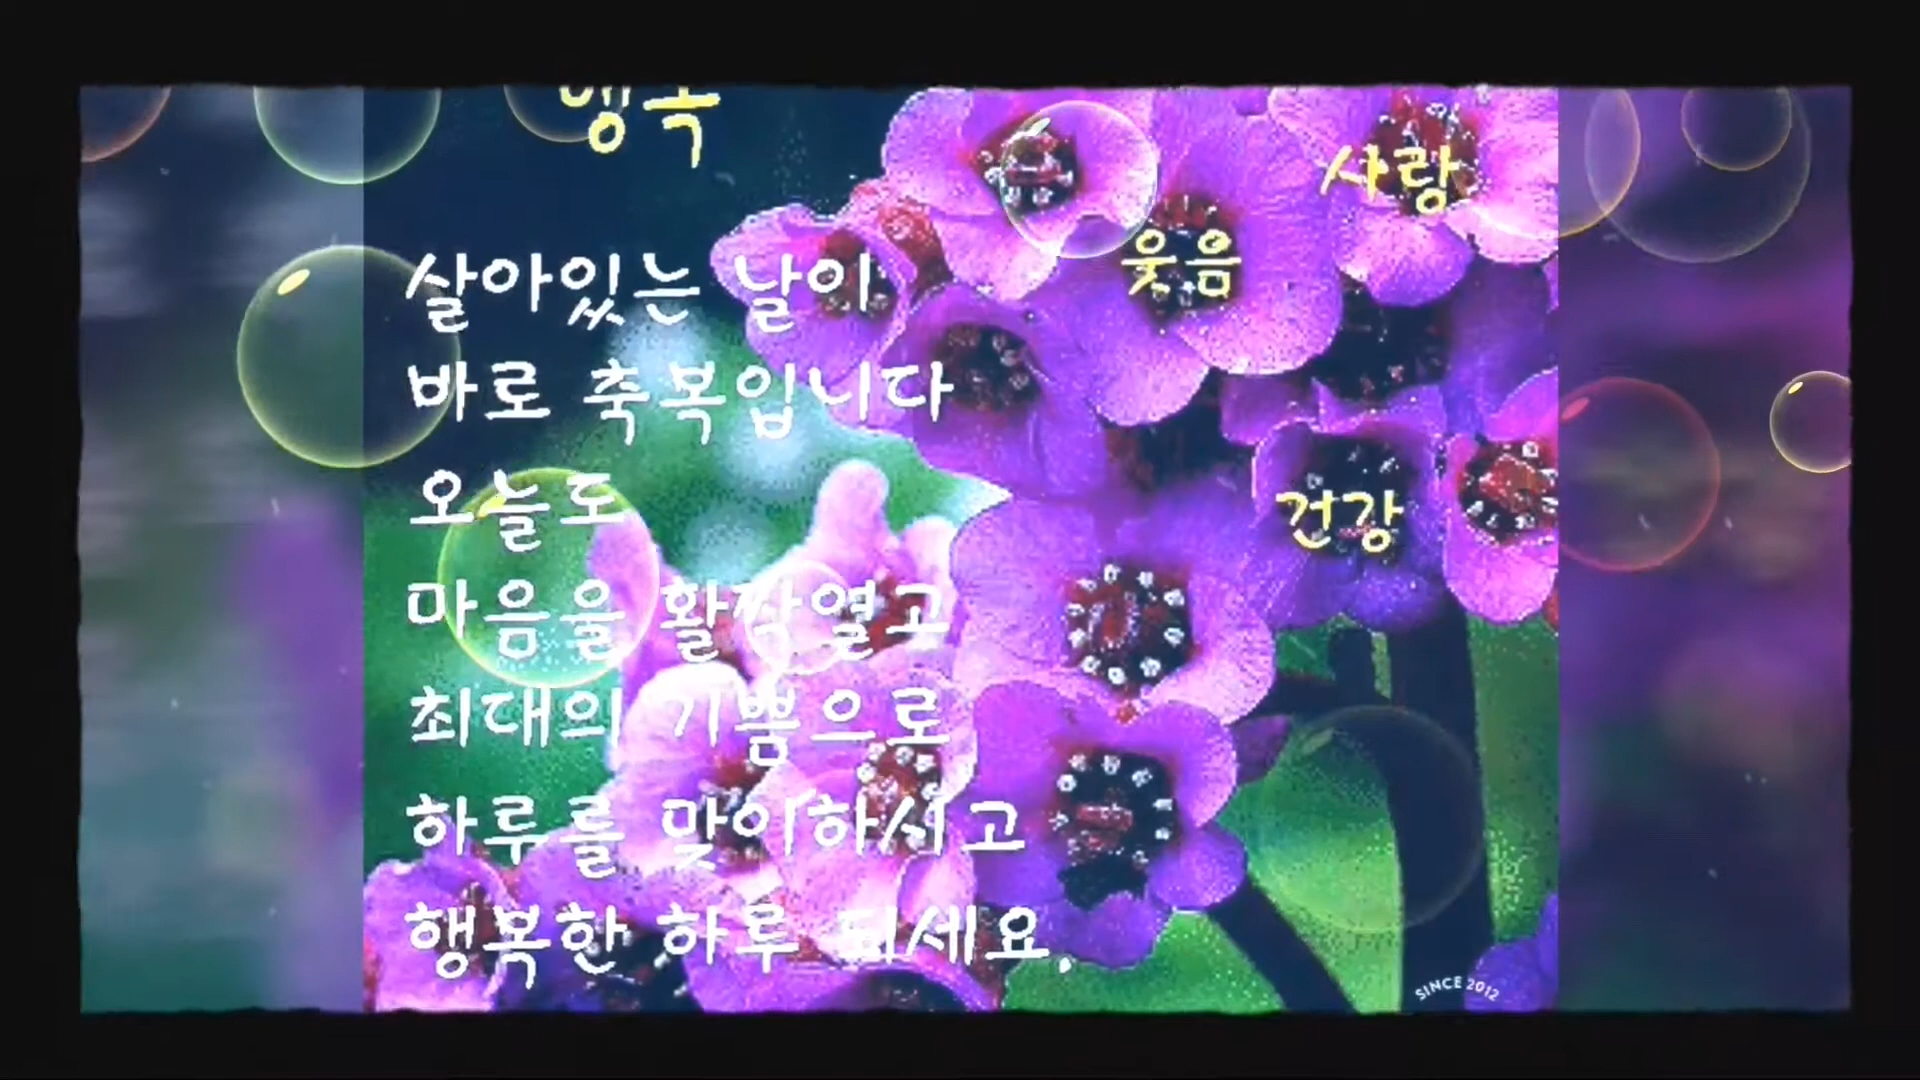 행복
사랑
웃음
살아있는 날이
바로 축복입니다
오늘도
건강
마음을 활짝열고
최대의 기쁨으로
하루를 맞이하시고
행복한 하루 되세요.
SINCE 2012